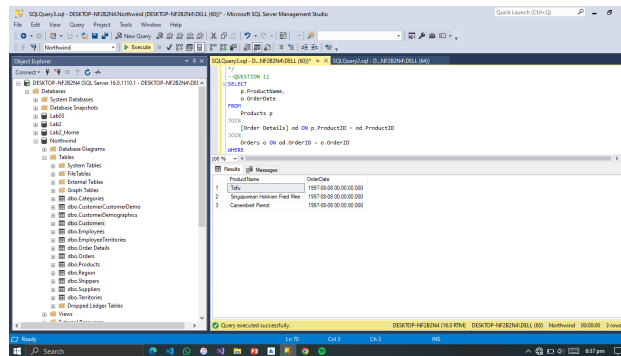 SQLQuery3.sql - DESKTOP-NF2B2N4.Northwind (DESKTOP-NF2B2N4\DELL (60))* - Microsoft SQL Server Management Studio
Quick Launch (Ctrl+Q)
File Edit View Query Project Tools Window Help
New Query
Northwind
Execute
Object Explorer
Connect
DESKTOP-NF2B2N4 (SQL Server 16.0.1110.1 - DESKTOP-NF2B2N4\DEL
Databases
System Databases
Database Snapshots
Lab03
Lab2
Lab2_Home
Northwind
Database Diagrams
Tables
System Tables
FileTables
External Tables
Graph Tables
dbo.Categories
dbo.CustomerCustomerDemo
dbo.CustomerDemographics
dbo.Customers
dbo.Employees
dbo.EmployeeTerritories
dbo.Order Details
dbo.Orders
dbo.Products
dbo.Region
dbo.Shippers
dbo.Suppliers
dbo.Territories
Dropped Ledger Tables
Views
SQLQuery3.sql - D...NF2B2N4\DELL (60))* SQLQuery2.sql - D...NF2B2N4\DELL (64))
*/
--QUESTION 11
SELECT
p.ProductName,
o.OrderDate
FROM
Products p
JOIN
[Order Details] od ON p.ProductID = od.ProductID
JOIN
Orders o ON od.OrderID = o.OrderID
WHERE
100 %
Results Messages
ProductName OrderDate
1 Tofu 1997-08-08 00:00:00.000
2 Singaporean Hokkien Fried Mee 1997-08-08 00:00:00.000
3 Camembert Pierrot 1997-08-08 00:00:00.000
Query executed successfully. DESKTOP-NF2B2N4 (16.0 RTM) DESKTOP-NF2B2N4\DELL (60) Northwind 00:00:00 3 rows
Ready Ln 70 Col 1 Ch 1 INS
Search
6:37 pm